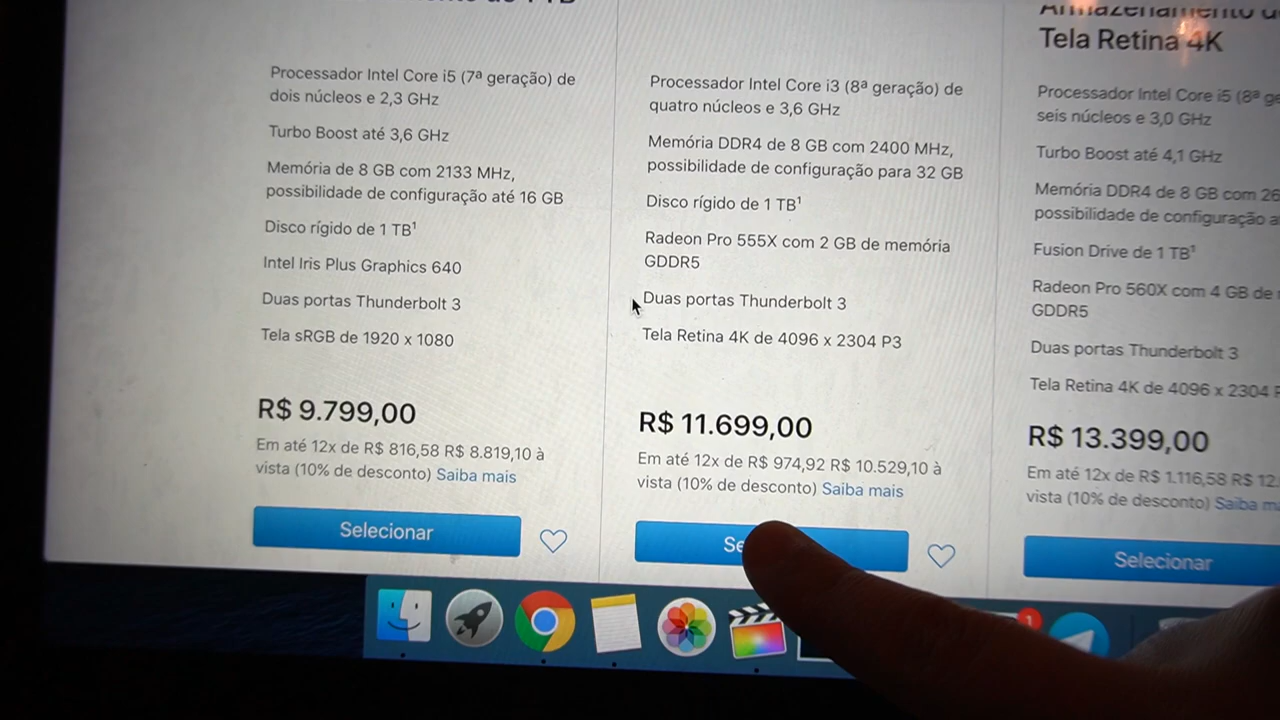 1 TB
Processador Intel Core i5 (7ª geração) de
dois núcleos e 2,3 GHz
Turbo Boost até 3,6 GHz
Memória de 8 GB com 2133 MHz,
possibilidade de configuração até 16 GB
Disco rígido de 1 TB¹
Intel Iris Plus Graphics 640
Duas portas Thunderbolt 3
Tela sRGB de 1920 x 1080
R$ 9.799,00
Em até 12x de R$ 816,58 R$ 8.819,10 à
vista (10% de desconto) Saiba mais
Selecionar
Processador Intel Core i3 (8ª geração) de
quatro núcleos e 3,6 GHz
Memória DDR4 de 8 GB com 2400 MHz,
possibilidade de configuração para 32 GB
Disco rígido de 1 TB¹
Radeon Pro 555X com 2 GB de memória
GDDR5
Duas portas Thunderbolt 3
Tela Retina 4K de 4096 x 2304 P3
R$ 11.699,00
Em até 12x de R$ 974,92 R$ 10.529,10 à
vista (10% de desconto) Saiba mais
Se
Armazenamento d
Tela Retina 4K
Processador Intel Core i5 (8ª ge
seis núcleos e 3,0 GHz
Turbo Boost até 4,1 GHz
Memória DDR4 de 8 GB com 26
possibilidade de configuração a
Fusion Drive de 1 TB¹
Radeon Pro 560X com 4 GB de
GDDR5
Duas portas Thunderbolt 3
Tela Retina 4K de 4096 x 2304 P
R$ 13.399,00
Em até 12x de R$ 1.116,58 R$ 12.
vista (10% de desconto) Saiba m
Selecionar
1